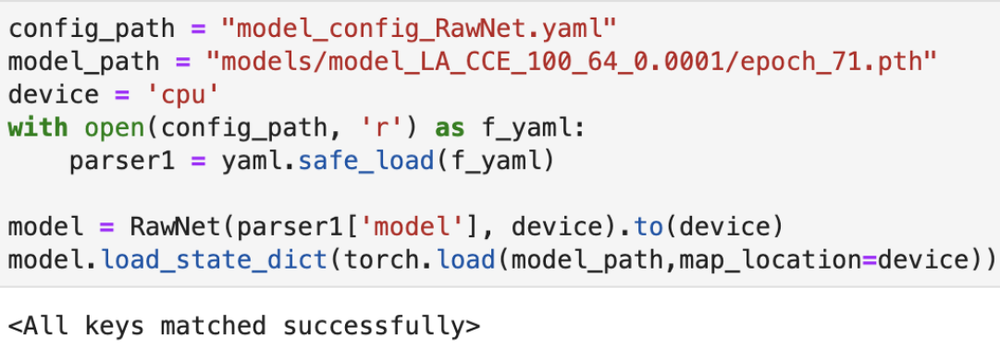 config_path = "model_config_RawNet.yaml"
model_path = "models/model_LA_CCE_100_64_0.0001/epoch_71.pth"
device = 'cpu'
with open(config_path, 'r') as f_yaml:
    parser1 = yaml.safe_load(f_yaml)

model = RawNet(parser1['model'], device).to(device)
model.load_state_dict(torch.load(model_path,map_location=device))
<All keys matched successfully>